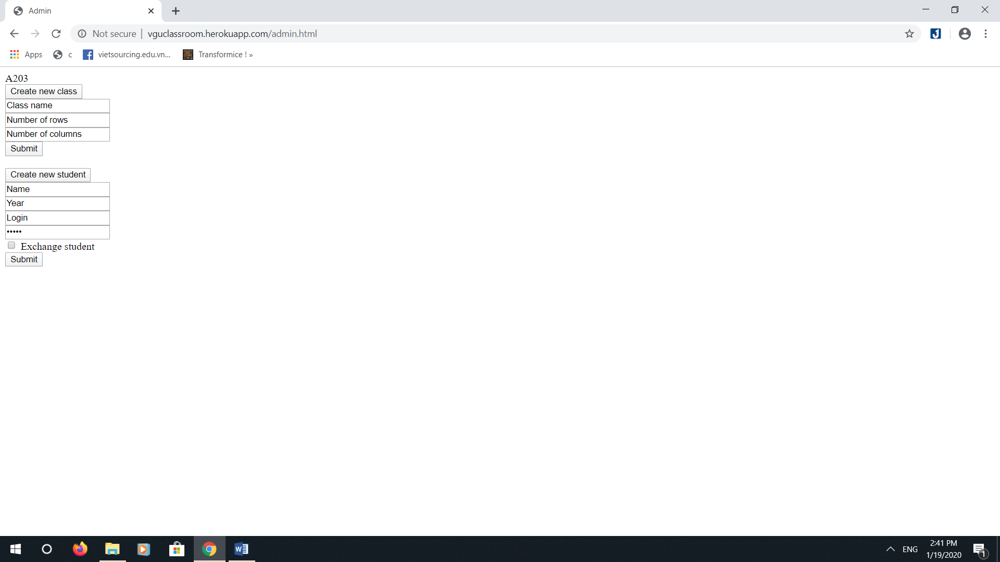 Admin
Not secure | vguclassroom.herokuapp.com/admin.html
Apps c vietsourcing.edu.vn... Transformice ! »
A203
Create new class
Class name
Number of rows
Number of columns
Submit
Create new student
Name
Year
Login
•••••
Exchange student
Submit
ENG
2:41 PM
1/19/2020
1